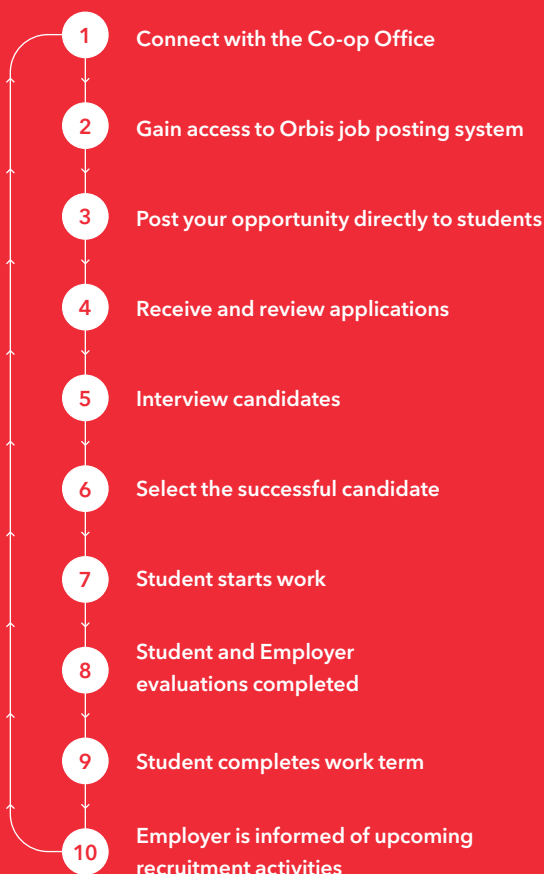 1 Connect with the Co-op Office
2 Gain access to Orbis job posting system
3 Post your opportunity directly to students
4 Receive and review applications
5 Interview candidates
6 Select the successful candidate
7 Student starts work
8 Student and Employer
evaluations completed
9 Student completes work term
10 Employer is informed of upcoming
recruitment activities